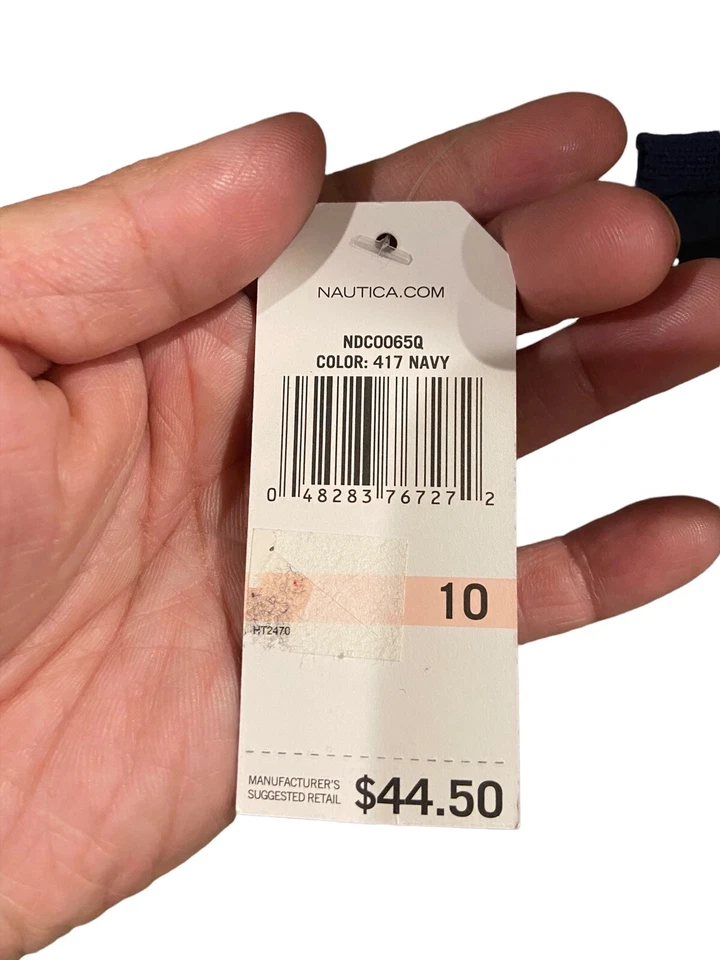 NAUTICA.COM
NDC0065Q
COLOR: 417 NAVY
0 48283 76727 2
10
HT2470
MANUFACTURER'S
SUGGESTED RETAIL $44.50